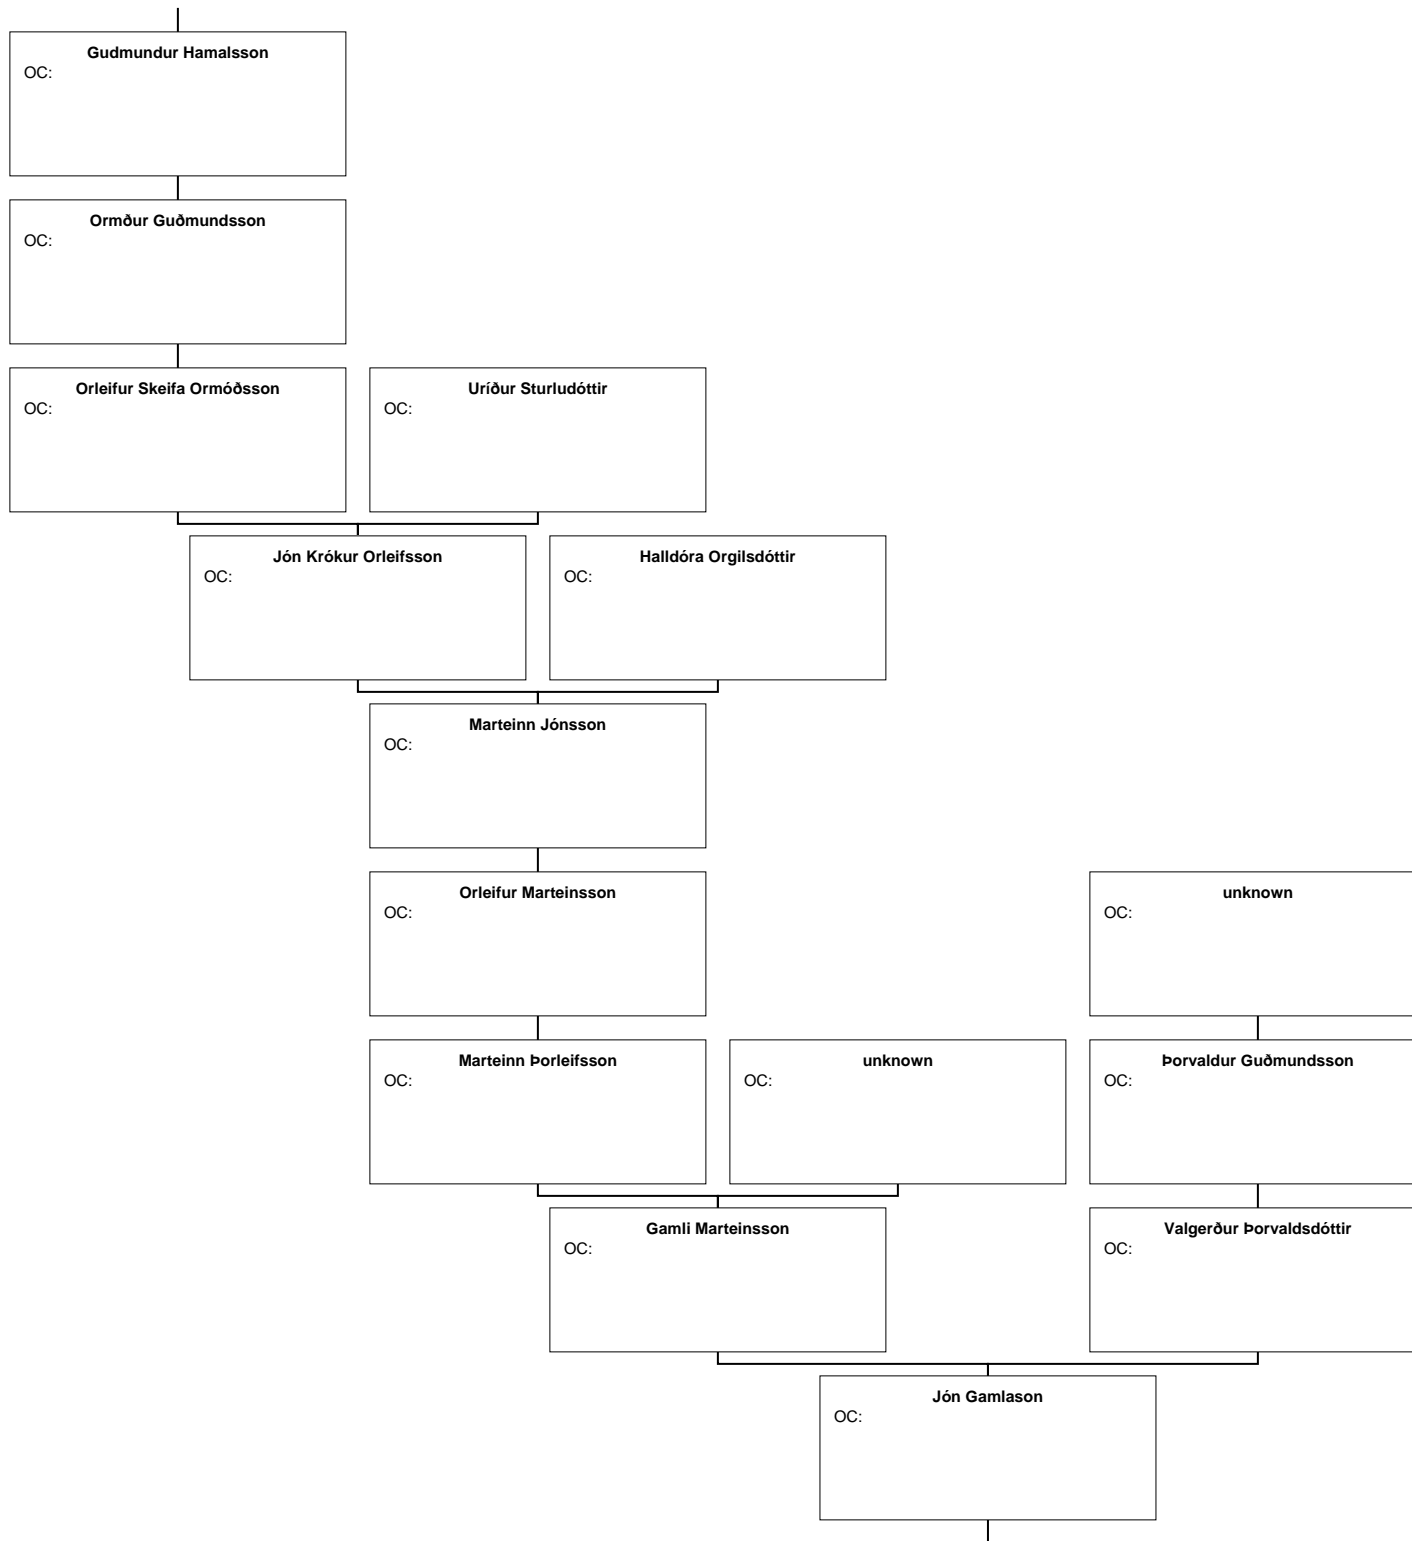 Gudmundur Hamalsson
OC:
Ormður Guðmundsson
OC:
Orleifur Skeifa Ormóðsson
OC:
Uríður Sturludóttir
OC:
Jón Krókur Orleifsson
OC:
Halldóra Orgilsdóttir
OC:
Marteinn Jónsson
OC:
Orleifur Marteinsson
OC:
unknown
OC:
Marteinn Þorleifsson
OC:
unknown
OC:
Þorvaldur Guðmundsson
OC:
Gamli Marteinsson
OC:
Valgerður Þorvaldsdóttir
OC:
Jón Gamlason
OC: